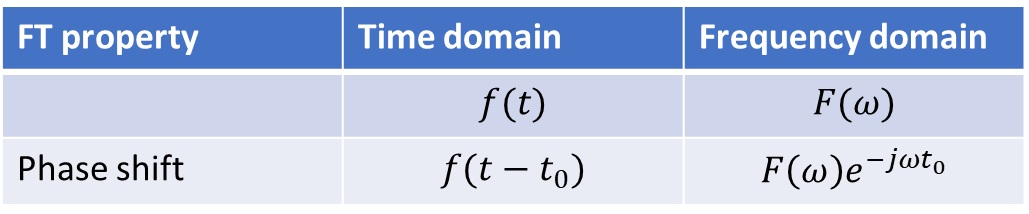 FT property Time domain Frequency domain
f(t) F(ω)
Phase shift f(t − t₀) F(ω)e^{−jωt₀}